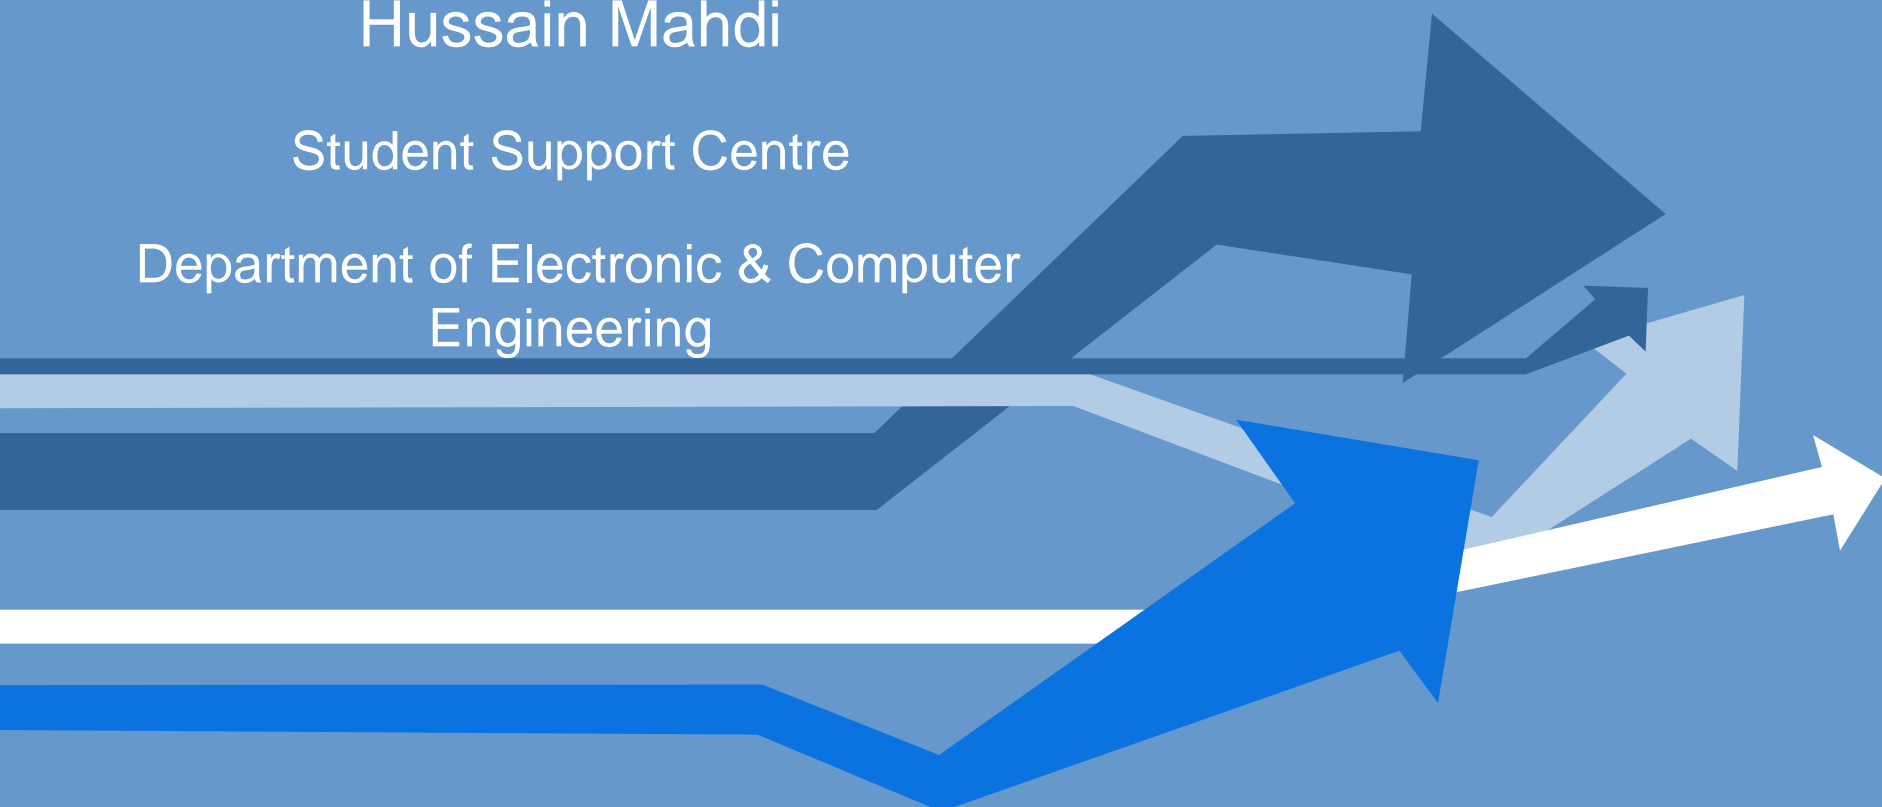 Hussain Mahdi
Student Support Centre
Department of Electronic & Computer
Engineering